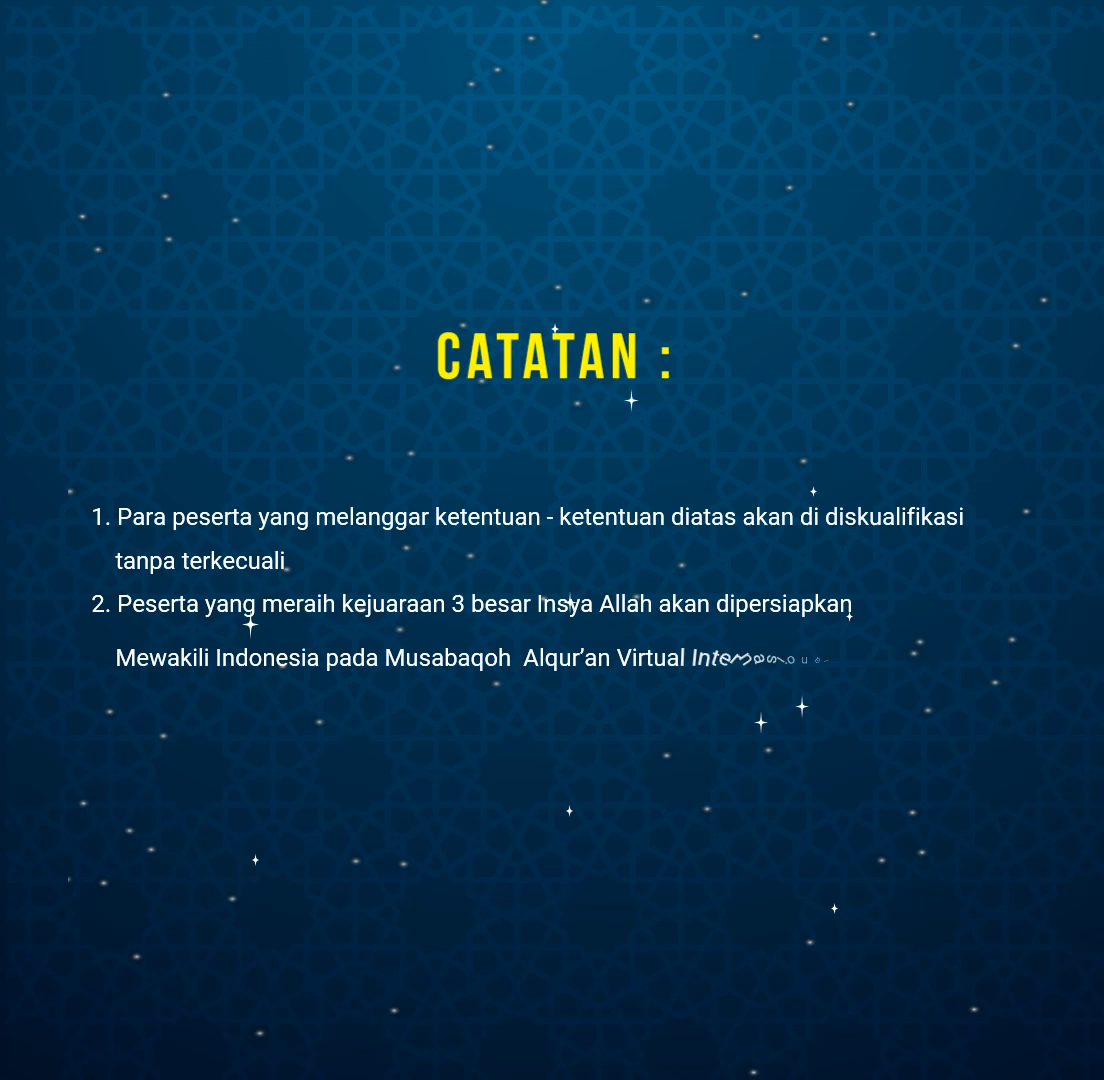 CATATAN :
1. Para peserta yang melanggar ketentuan - ketentuan diatas akan di diskualifikasi
tanpa terkecuali
2. Peserta yang meraih kejuaraan 3 besar Insya Allah akan dipersiapkan
Mewakili Indonesia pada Musabaqoh Alqur’an Virtual